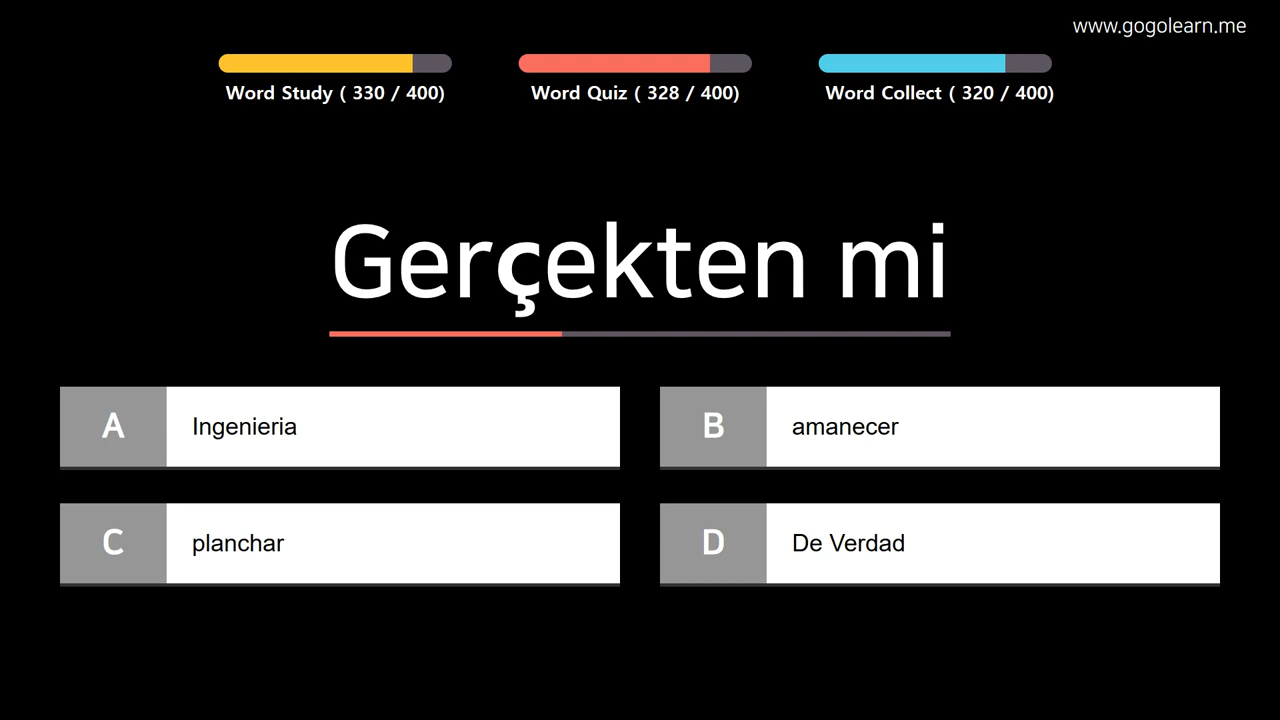 www.gogolearn.me
Word Study ( 330 / 400)
Word Quiz ( 328 / 400)
Word Collect ( 320 / 400)
Gerçekten mi
A
Ingenieria
B
amanecer
C
planchar
D
De Verdad